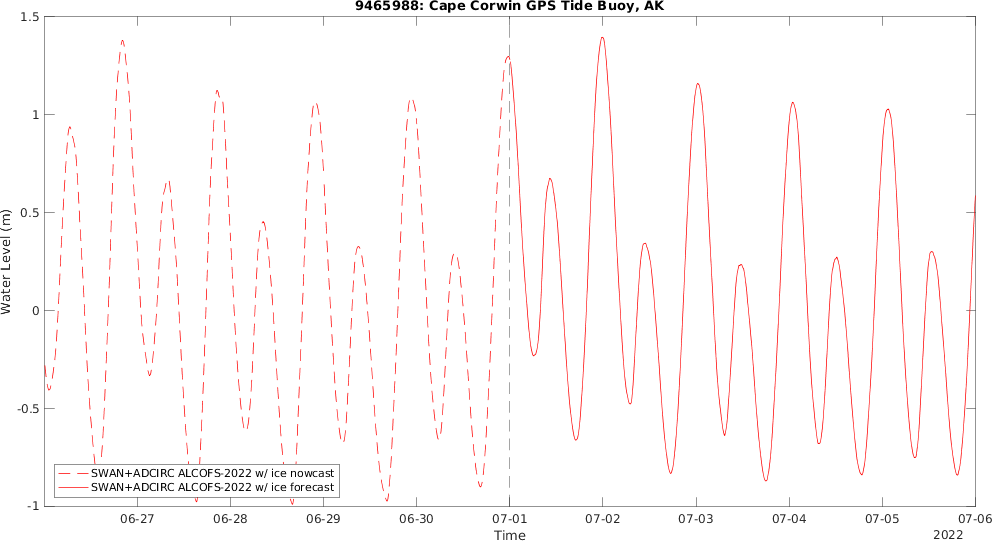 9465988: Cape Corwin GPS Tide Buoy, AK
1.5
1
0.5
0
-0.5
-1
Water Level (m)
SWAN+ADCIRC ALCOFS-2022 w/ ice nowcast
SWAN+ADCIRC ALCOFS-2022 w/ ice forecast
06-27 06-28 06-29 06-30 07-01 07-02 07-03 07-04 07-05 07-06
Time
2022